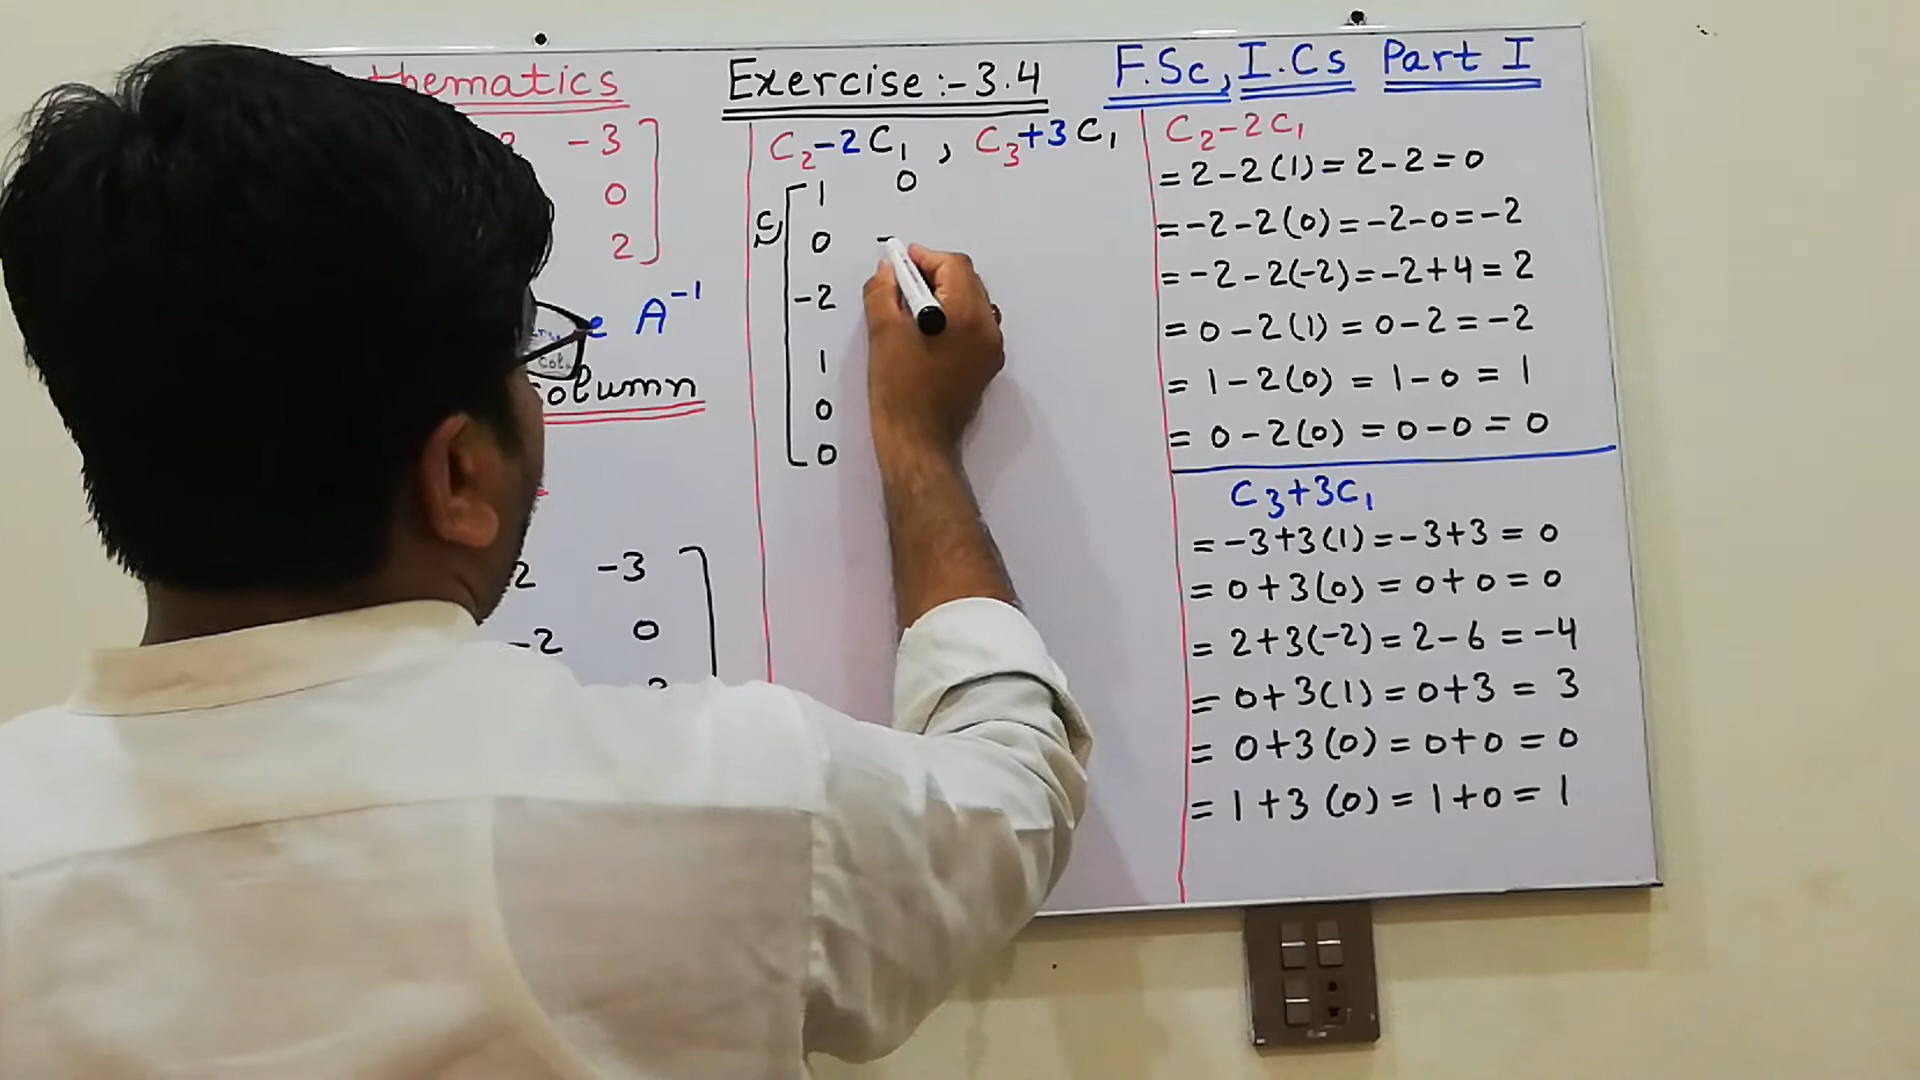 thematics
-3
0
2
A⁻¹
olumn
2 -3
-2 0
Exercise:-3.4
F.Sc, I.Cs Part I
C₂-2C₁ , C₃+3C₁
C
1 0
0 -
-2
1
0
0
C₂-2C₁
=2-2(1)=2-2=0
=-2-2(0)=-2-0=-2
=-2-2(-2)=-2+4=2
=0-2(1)=0-2=-2
=1-2(0)=1-0=1
=0-2(0)=0-0=0
C₃+3C₁
=-3+3(1)=-3+3=0
=0+3(0)=0+0=0
=2+3(-2)=2-6=-4
=0+3(1)=0+3=3
=0+3(0)=0+0=0
=1+3(0)=1+0=1